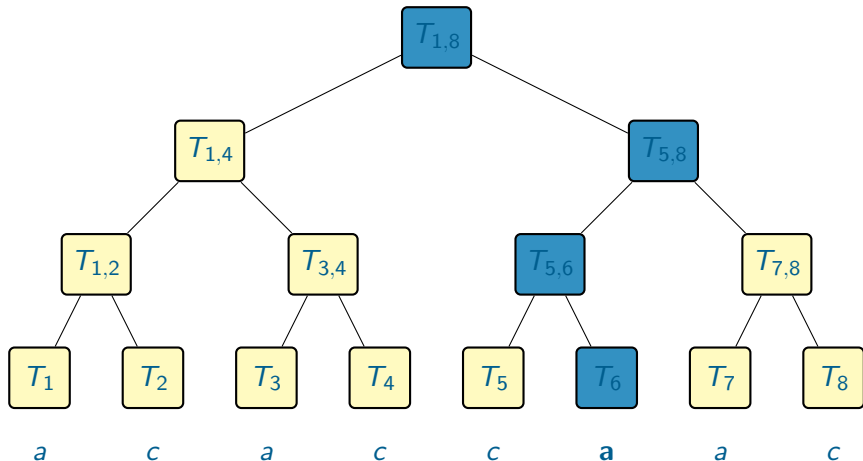 T1,8
T1,4 T5,8
T1,2 T3,4 T5,6 T7,8
T1 T2 T3 T4 T5 T6 T7 T8
a c a c c a a c